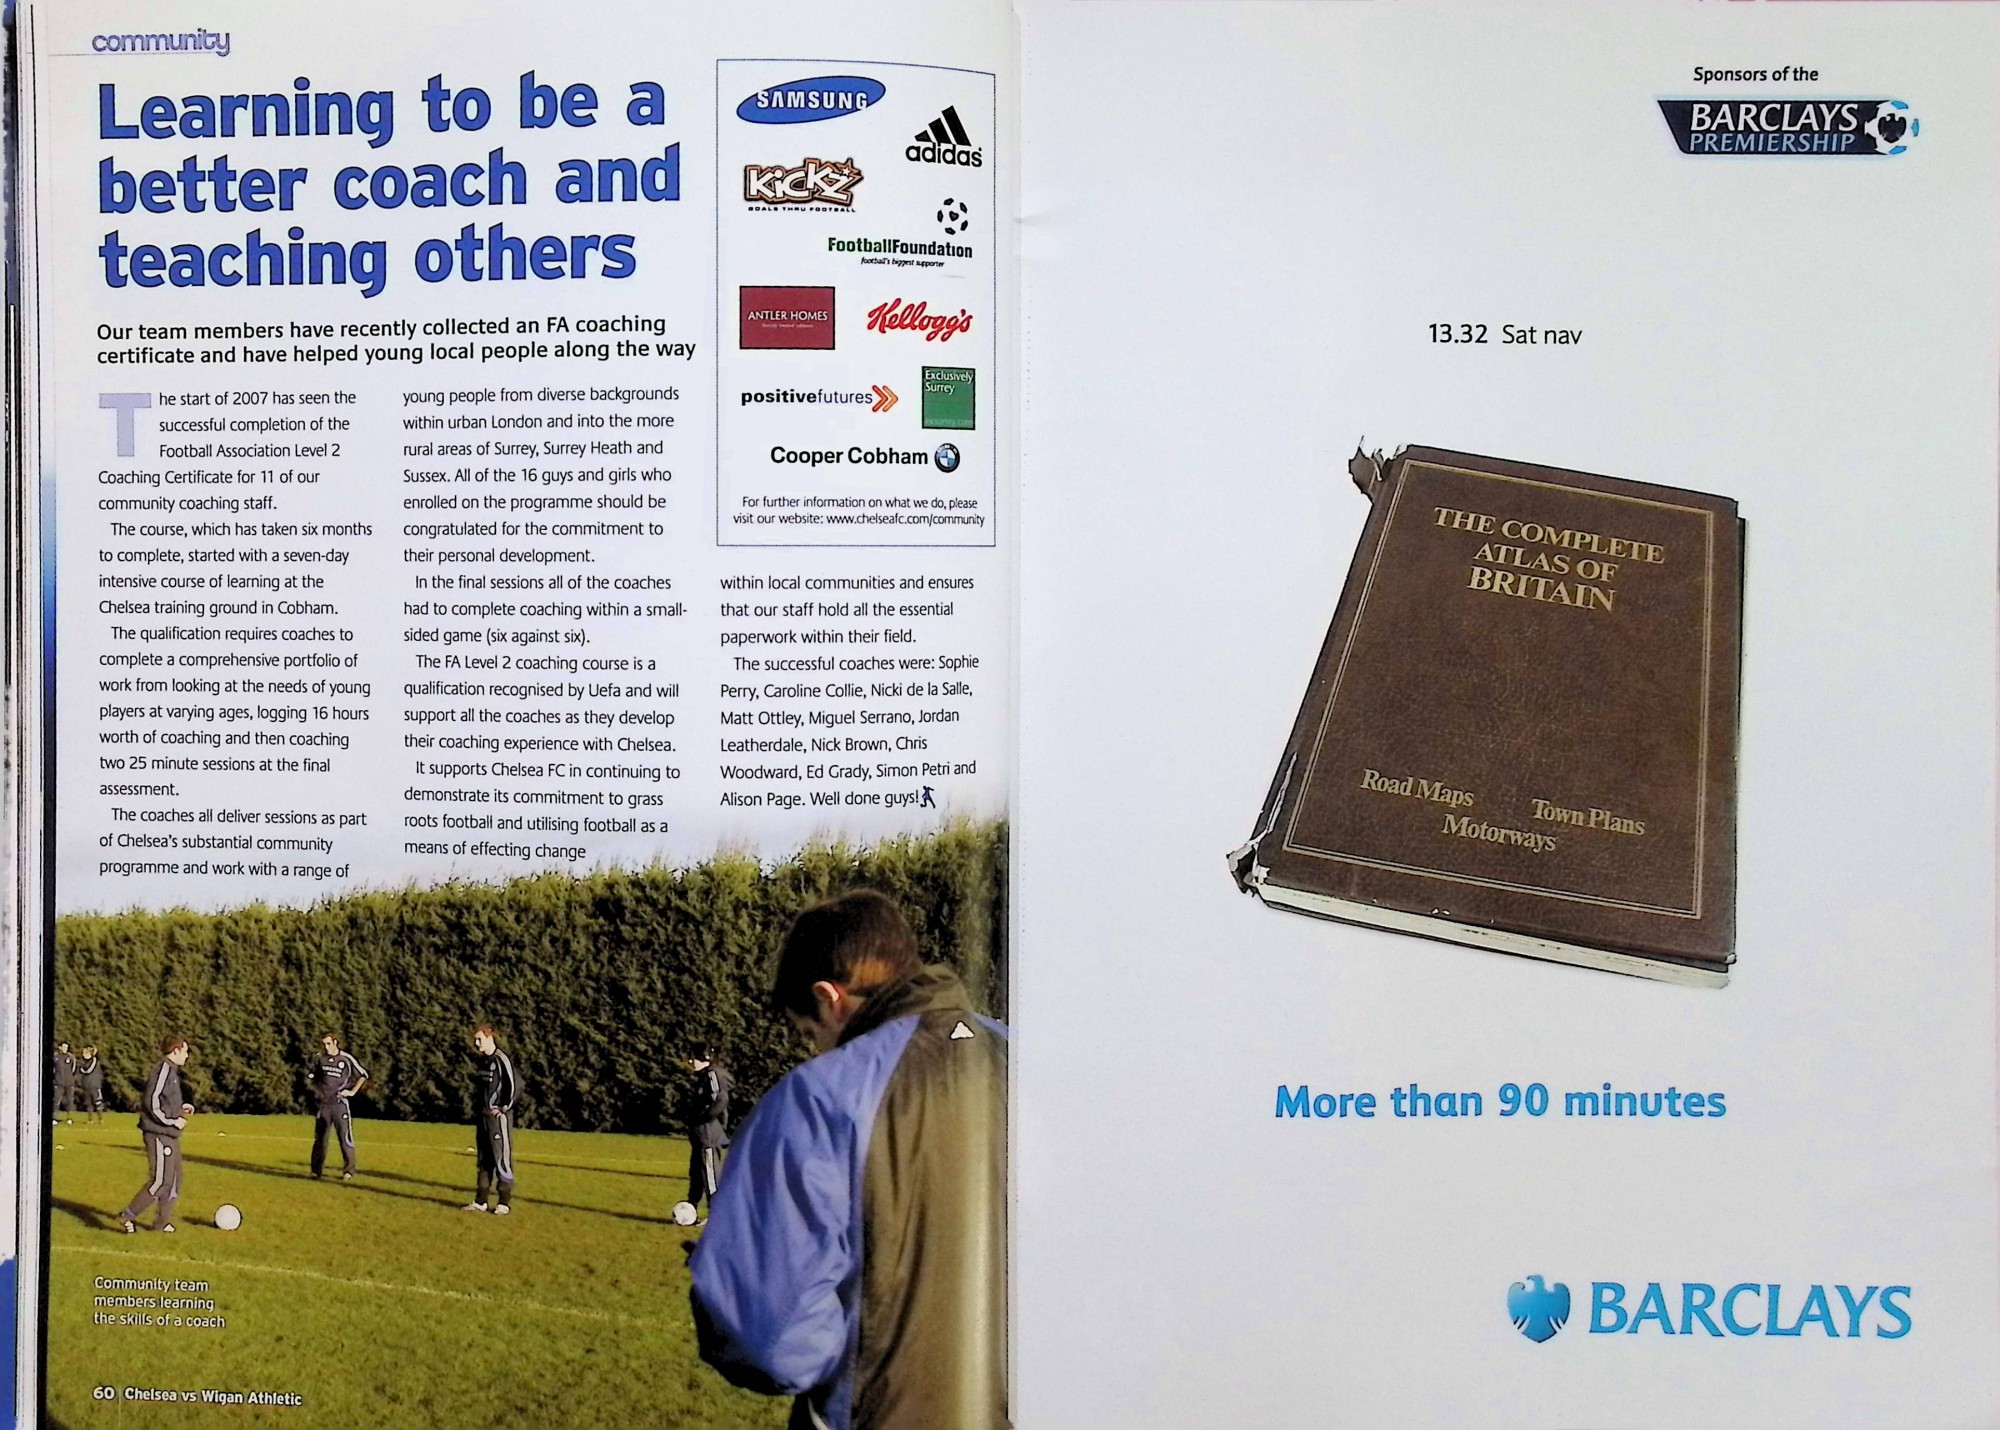 community
Learning to be a
better coach and
teaching others
Our team members have recently collected an FA coaching
certificate and have helped young local people along the way
The start of 2007 has seen the
successful completion of the
Football Association Level 2
Coaching Certificate for 11 of our
community coaching staff.
The course, which has taken six months
to complete, started with a seven-day
intensive course of learning at the
Chelsea training ground in Cobham.
The qualification requires coaches to
complete a comprehensive portfolio of
work from looking at the needs of young
players at varying ages, logging 16 hours
worth of coaching and then coaching
two 25 minute sessions at the final
assessment.
The coaches all deliver sessions as part
of Chelsea's substantial community
programme and work with a range of
young people from diverse backgrounds
within urban London and into the more
rural areas of Surrey, Surrey Heath and
Sussex. All of the 16 guys and girls who
enrolled on the programme should be
congratulated for the commitment to
their personal development.
In the final sessions all of the coaches
had to complete coaching within a small-
sided game (six against six).
The FA Level 2 coaching course is a
qualification recognised by Uefa and will
support all the coaches as they develop
their coaching experience with Chelsea.
It supports Chelsea FC in continuing to
demonstrate its commitment to grass
roots football and utilising football as a
means of effecting change
SAMSUNG
adidas
KICKZ
GOALS THRU FOOTBALL
FootballFoundation
football's biggest supporter
ANTLER HOMES
Kellogg's
positivefutures
Exclusively
Surrey
Cooper Cobham
For further information on what we do, please
visit our website: www.chelseafc.com/community
within local communities and ensures
that our staff hold all the essential
paperwork within their field.
The successful coaches were: Sophie
Perry, Caroline Collie, Nicki de la Salle,
Matt Ottley, Miguel Serrano, Jordan
Leatherdale, Nick Brown, Chris
Woodward, Ed Grady, Simon Petri and
Alison Page. Well done guys!
Community team
members learning
the skills of a coach
60 Chelsea vs Wigan Athletic
Sponsors of the
BARCLAYS
PREMIERSHIP
13.32 Sat nav
THE COMPLETE
ATLAS OF
BRITAIN
Road Maps Town Plans
Motorways
More than 90 minutes
BARCLAYS